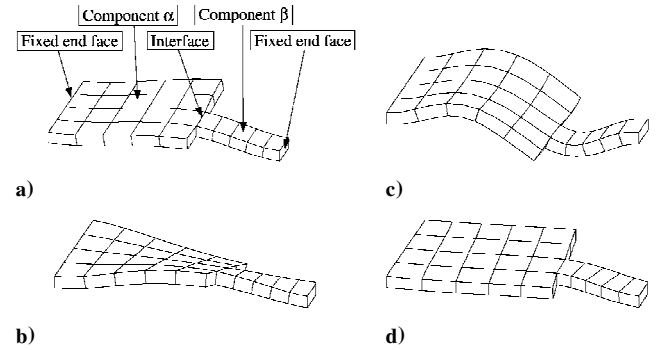 Component α
Component β
Fixed end face
Interface
Fixed end face
a)
c)
b)
d)